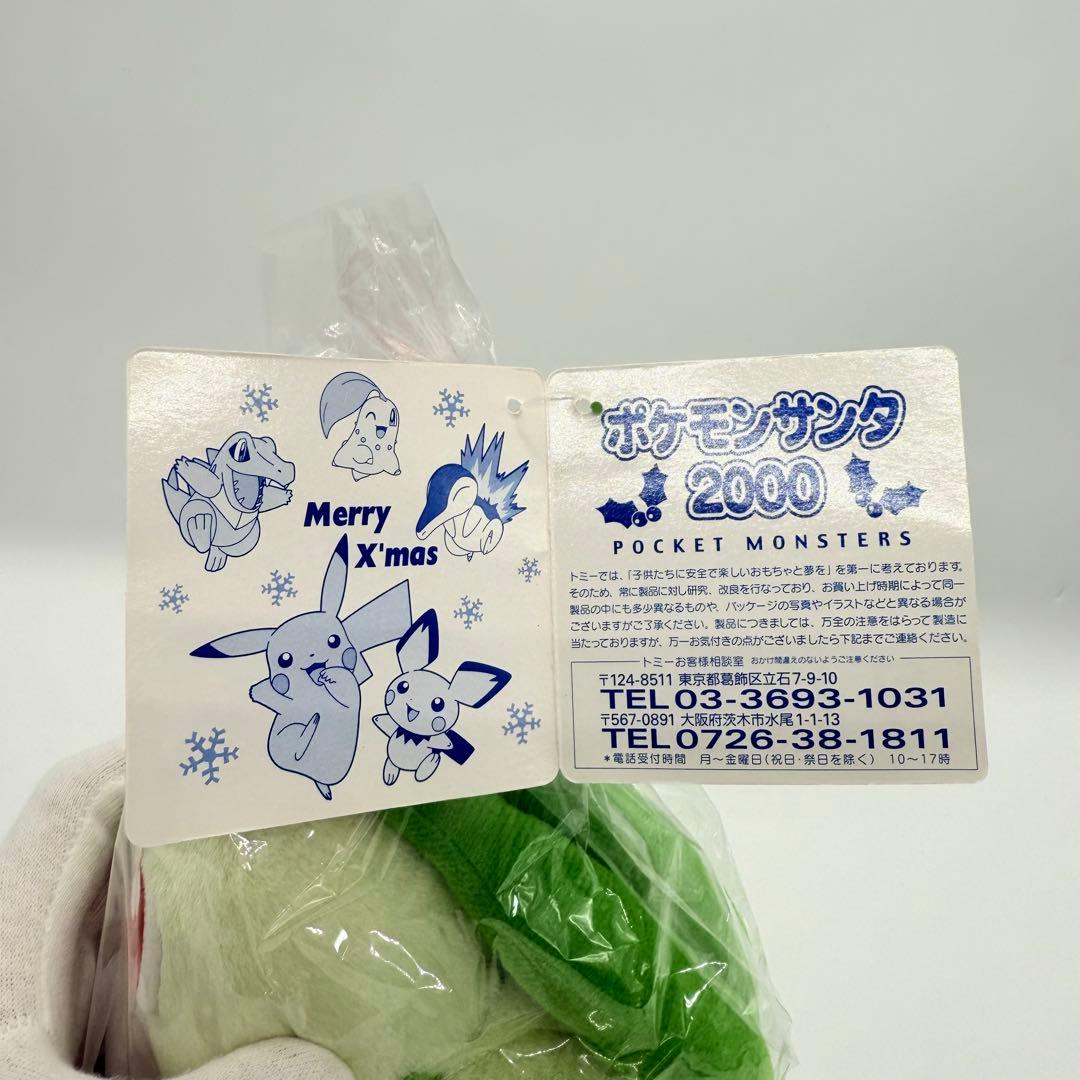 Merry
X'mas
ポケモンサンタ
2000
POCKET MONSTERS
トミーでは、「子供たちに安全で楽しいおもちゃと夢を」を第一に考えております。
そのため、常に製品に対し研究、改良を行なっており、お買い上げ時期によって同一
製品の中にも多少異なるものや、パッケージの写真やイラストなどと異なる場合が
ございますがご了承ください。製品につきましては、万全の注意をはらって製造に
当たっておりますが、万一お気付きの点がございましたら下記までご連絡ください。
トミーお客様相談室 おかけ間違えのないようご注意ください
〒124-8511 東京都葛飾区立石7-9-10
TEL03-3693-1031
〒567-0891 大阪府茨木市水尾1-1-13
TEL0726-38-1811
*電話受付時間 月~金曜日(祝日・祭日を除く) 10~17時